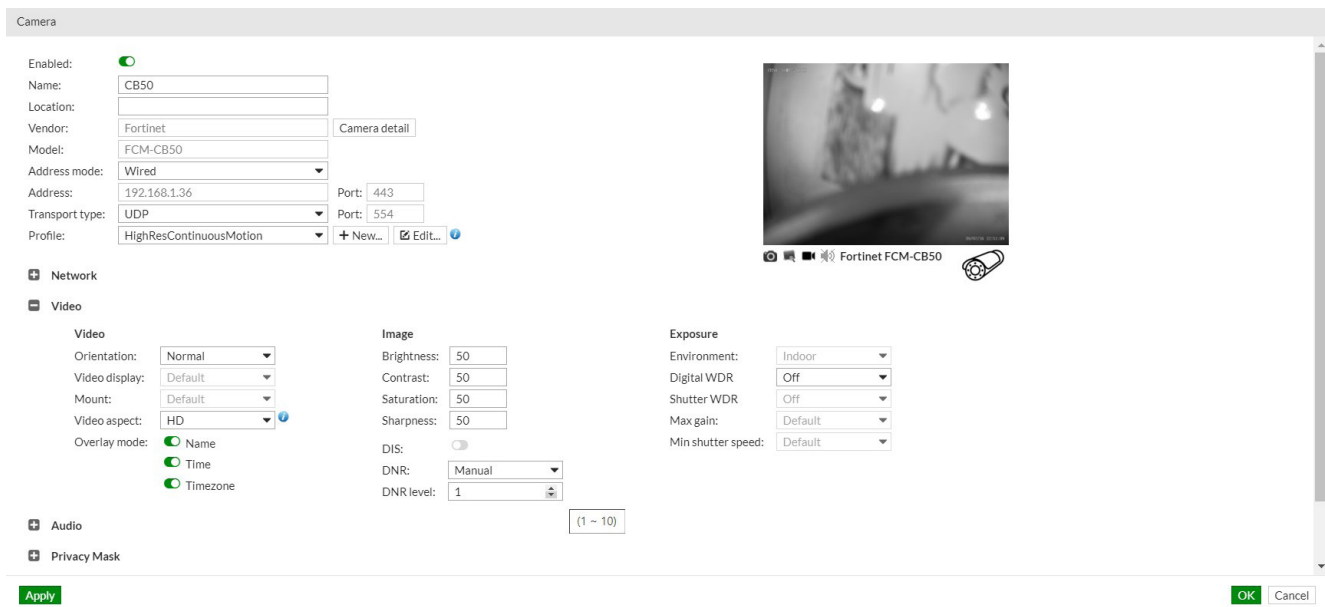 Camera
Enabled:
Name: CB50
Location:
Vendor: Fortinet Camera detail
Model: FCM-CB50
Address mode: Wired
Address: 192.168.1.36 Port: 443
Transport type: UDP Port: 554
Profile: HighResContinuousMotion + New... Edit...
Fortinet FCM-CB50
Network
Video
Video Image Exposure
Orientation: Normal Brightness: 50 Environment: Indoor
Video display: Default Contrast: 50 Digital WDR Off
Mount: Default Saturation: 50 Shutter WDR Off
Video aspect: HD Sharpness: 50 Max gain: Default
Overlay mode: Name DIS: Min shutter speed: Default
Time DNR: Manual
Timezone DNR level: 1
(1 ~ 10)
Audio
Privacy Mask
Apply OK Cancel